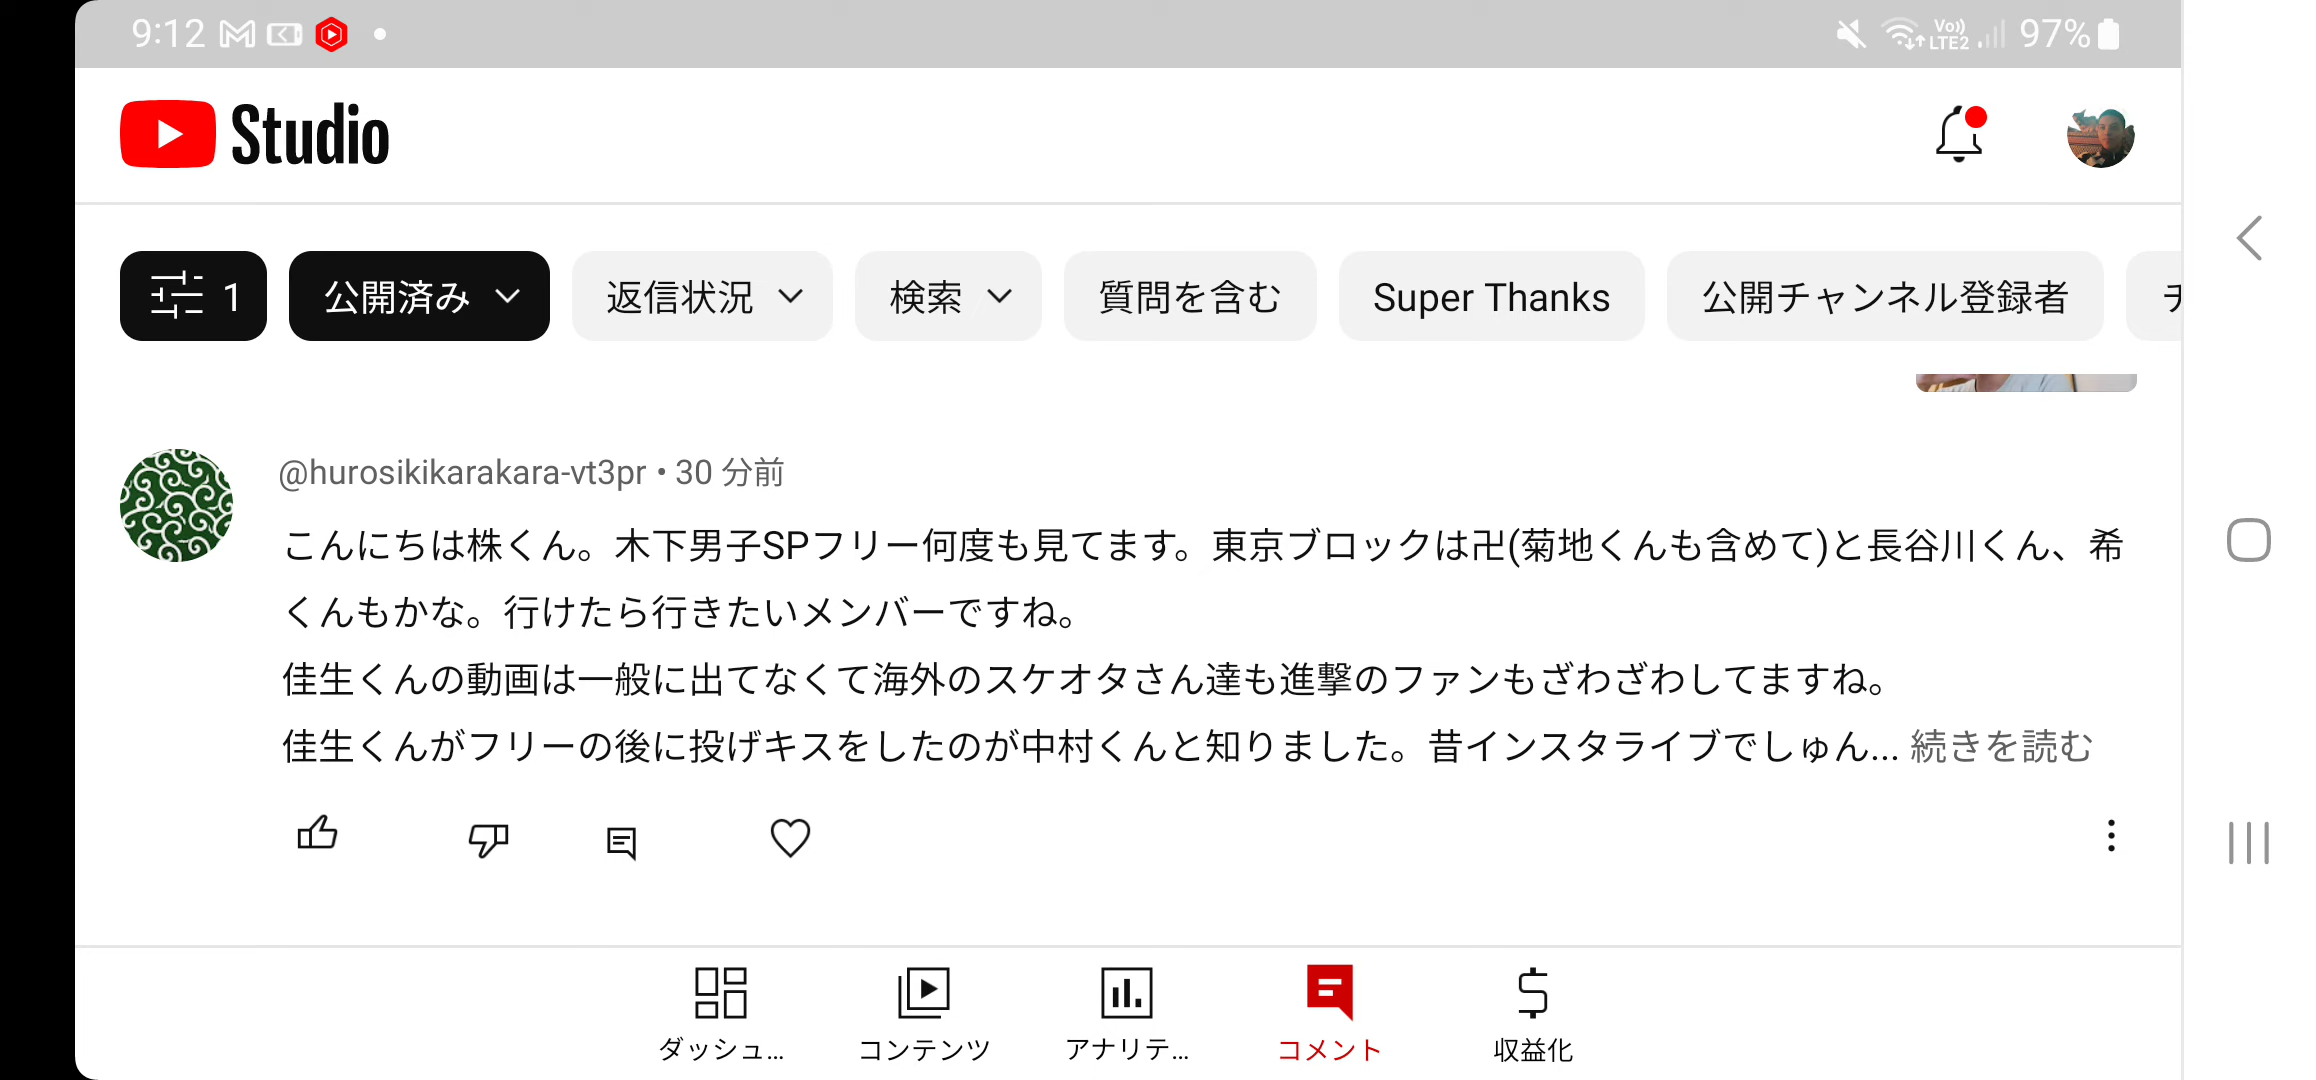 9:12
Vo))
LTE2
97%
Studio
1
公開済み
返信状況
検索
質問を含む
Super Thanks
公開チャンネル登録者
@hurosikikarakara-vt3pr • 30 分前
こんにちは株くん。木下男子SPフリー何度も見てます。東京ブロックは卍(菊地くんも含めて)と長谷川くん、希
くんもかな。行けたら行きたいメンバーですね。
佳生くんの動画は一般に出てなくて海外のスケオタさん達も進撃のファンもざわざわしてますね。
佳生くんがフリーの後に投げキスをしたのが中村くんと知りました。昔インスタライブでしゅん... 続きを読む
ダッシュ...
コンテンツ
アナリテ...
コメント
収益化